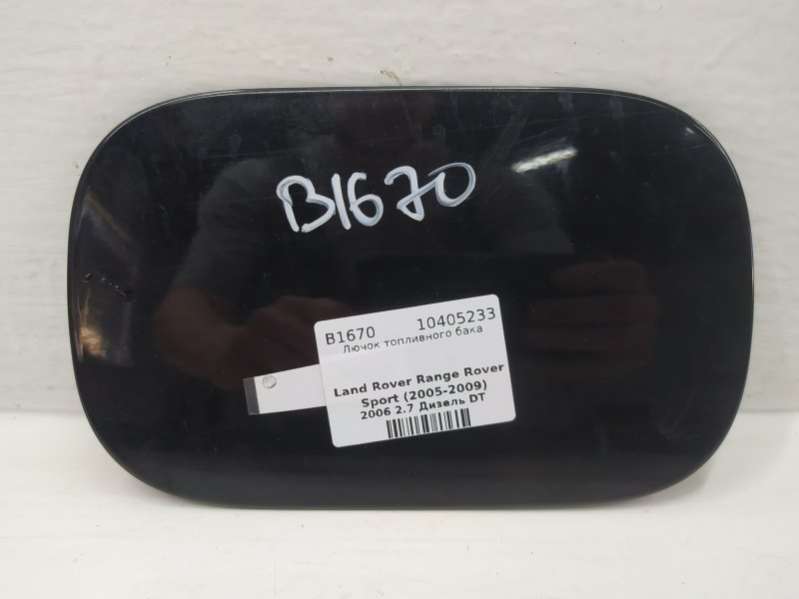 B1670
B1670 10405233
Лючок топливного бака
Land Rover Range Rover
Sport (2005-2009)
2006 2.7 Дизель DT